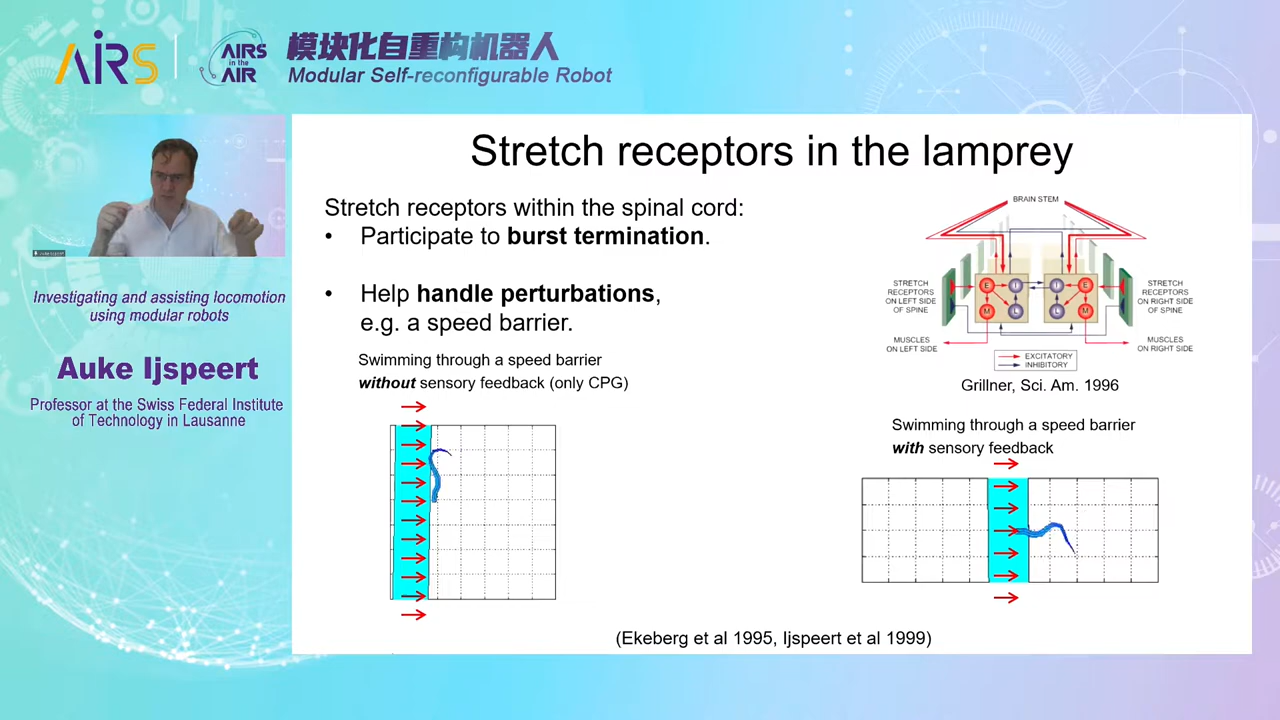 AIRS
AIRS
in the
AIR
模块化自重构机器人
Modular Self-reconfigurable Robot
Investigating and assisting locomotion
using modular robots
Auke Ijspeert
Professor at the Swiss Federal Institute
of Technology in Lausanne
Stretch receptors in the lamprey
Stretch receptors within the spinal cord:
• Participate to burst termination.
• Help handle perturbations,
e.g. a speed barrier.
Swimming through a speed barrier
without sensory feedback (only CPG)
BRAIN STEM
STRETCH
RECEPTORS
ON LEFT SIDE
OF SPINE
E I I E
M L L M
STRETCH
RECEPTORS
ON RIGHT SIDE
OF SPINE
MUSCLES
ON LEFT SIDE
MUSCLES
ON RIGHT SIDE
EXCITATORY
INHIBITORY
Grillner, Sci. Am. 1996
Swimming through a speed barrier
with sensory feedback
(Ekeberg et al 1995, Ijspeert et al 1999)